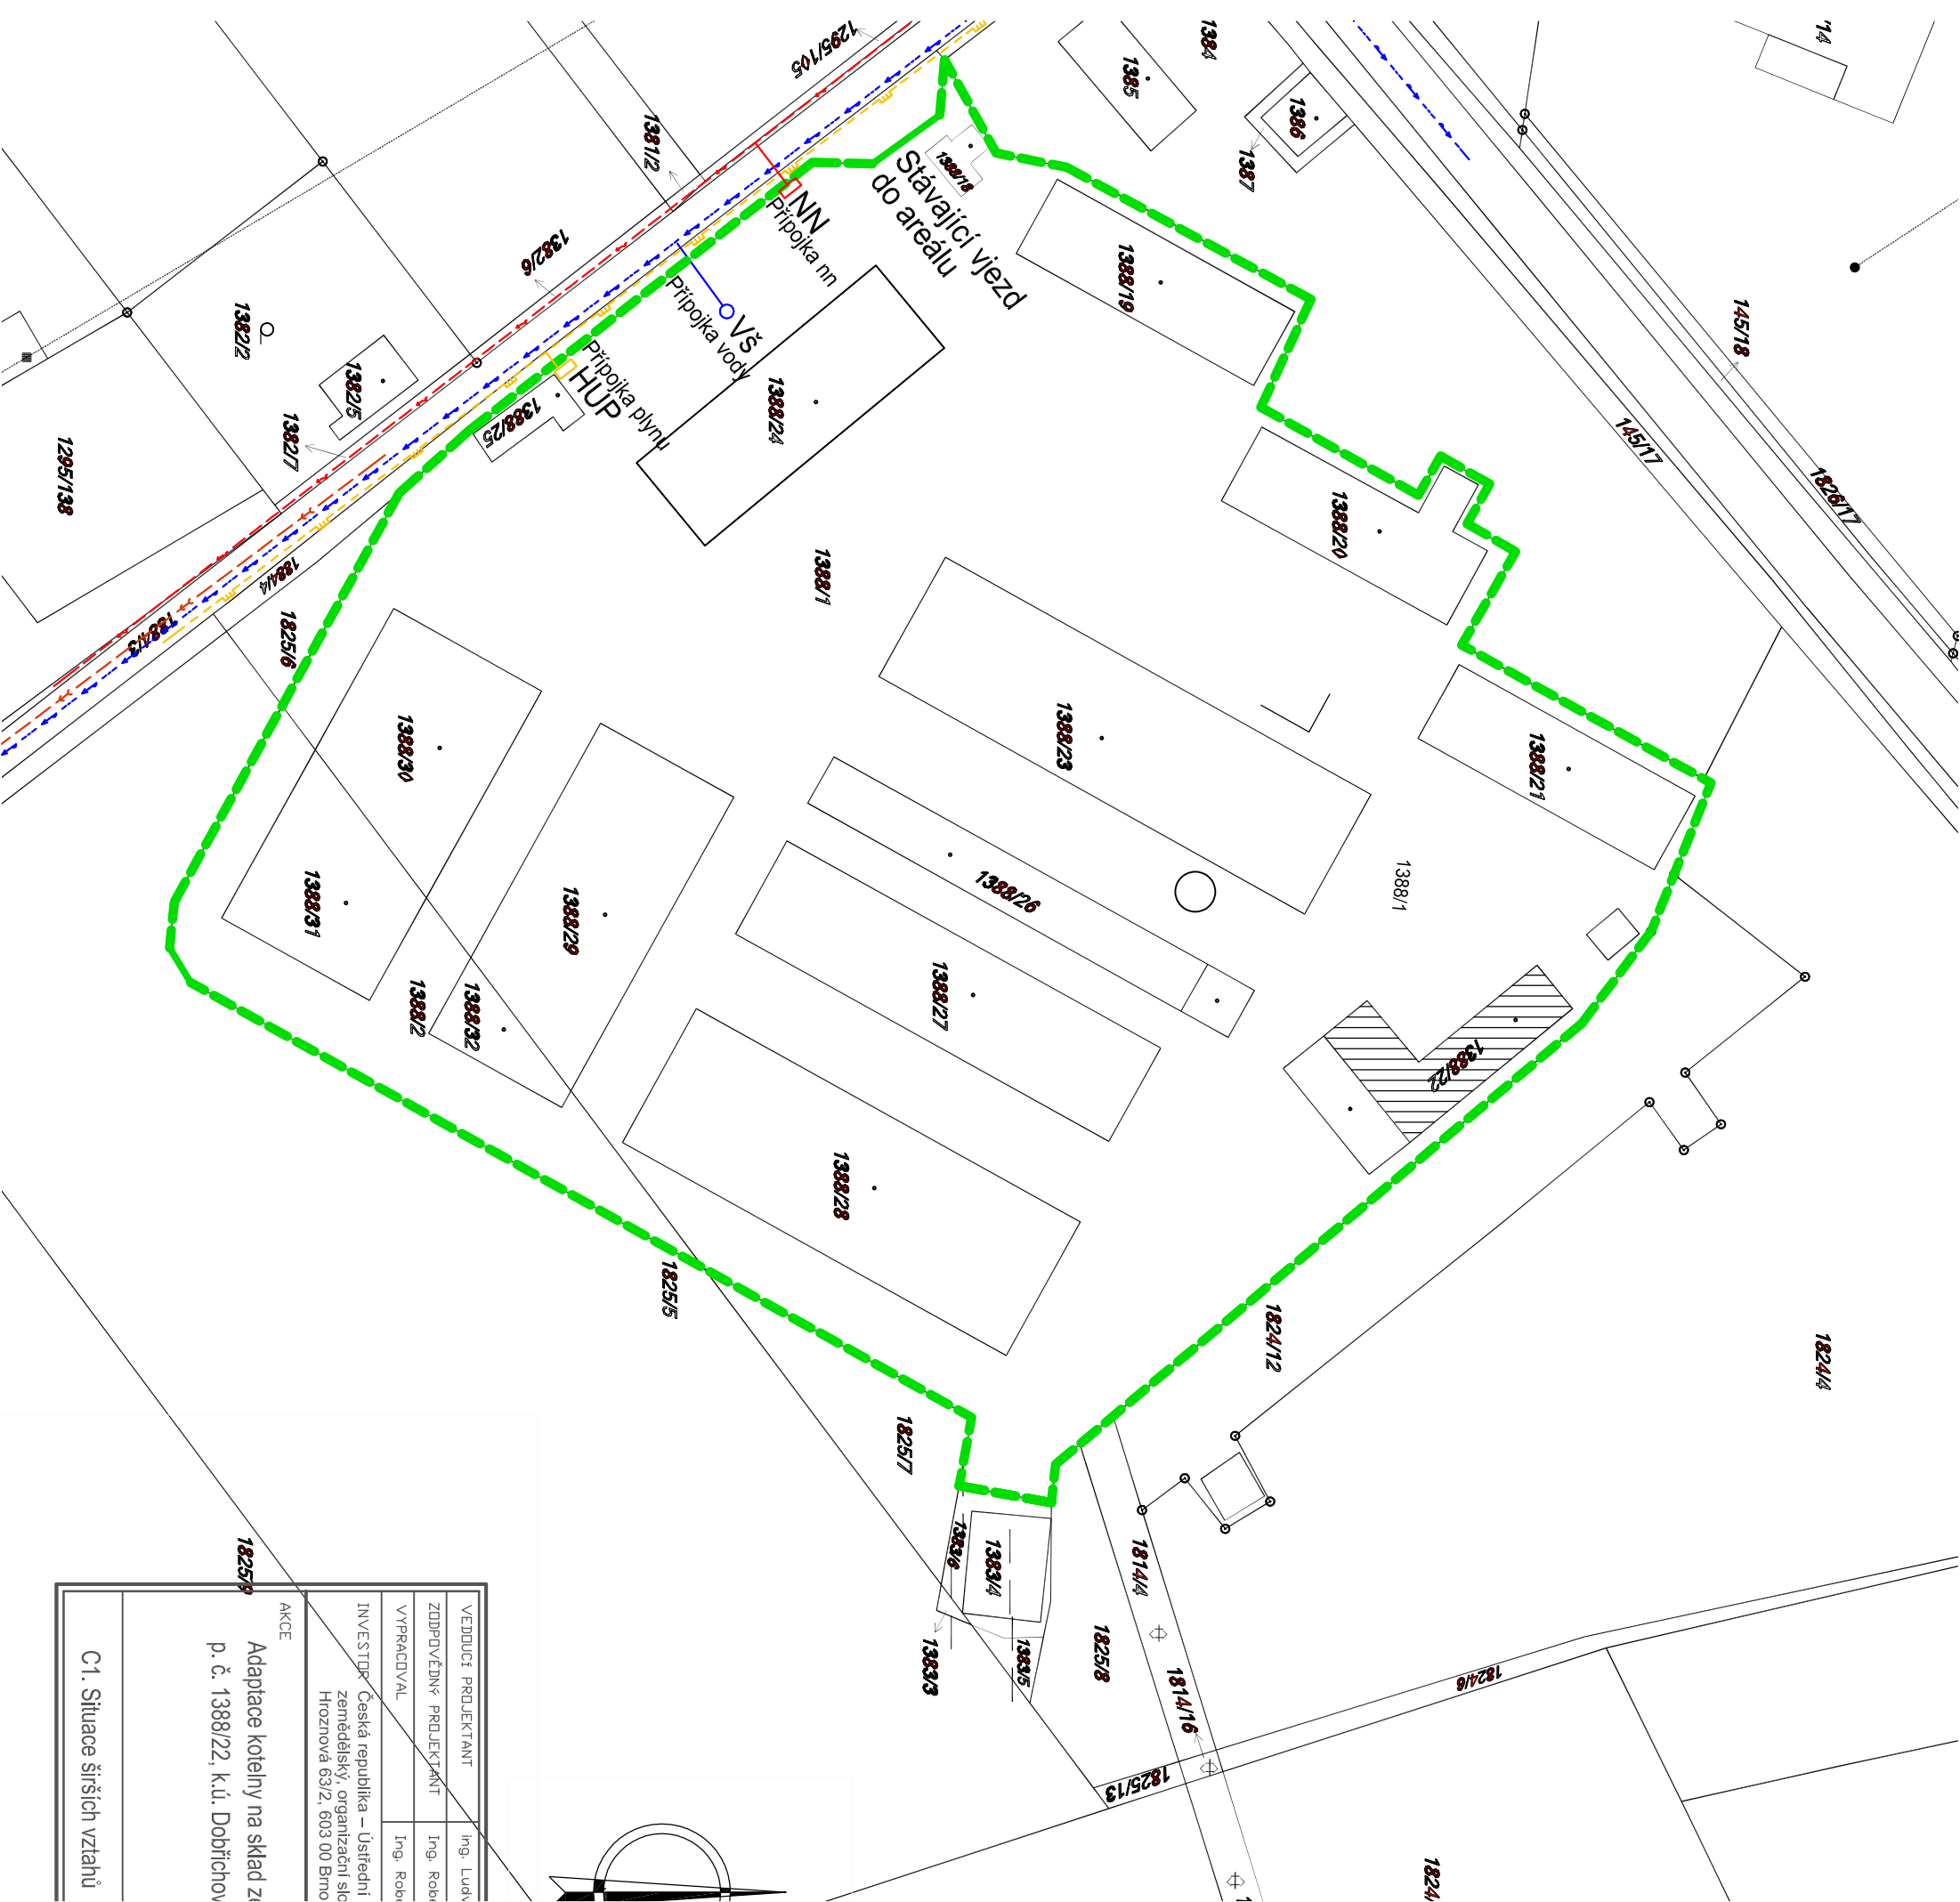 1295/105
1384
1385
1386
1387
1381/2
1382/6
1388/18
Stávající vjezd
do areálu
NN
Přípojka nn
1388/19
145/18
145/17
1826/17
1382/2
1382/5
1382/7
1295/138
Vš
Přípojka vody
HUP
Přípojka plynu
1388/25
1388/24
1388/20
1388/1
1884/4
1884/3
1825/6
1388/30
1388/31
1388/29
1388/2
1388/32
1388/23
1388/21
1388/26
1388/1
1388/27
1388/22
1388/28
1825/5
1824/12
1824/4
1825/7
1825/9
1383/6
1383/4
1383/3
1383/5
1814/4
1825/8
1814/16
1824/6
1825/13
VEDOUCÍ PROJEKTANT
ZODPOVĚDNÝ PROJEKTANT
VYPRACOVAL
INVESTOR Česká republika – Ústřední
zemědělský, organizační slo
Hroznová 63/2, 603 00 Brno
AKCE
Adaptace kotelny na sklad ze
p. č. 1388/22, k.ú. Dobřichov
C1. Situace širších vztahů